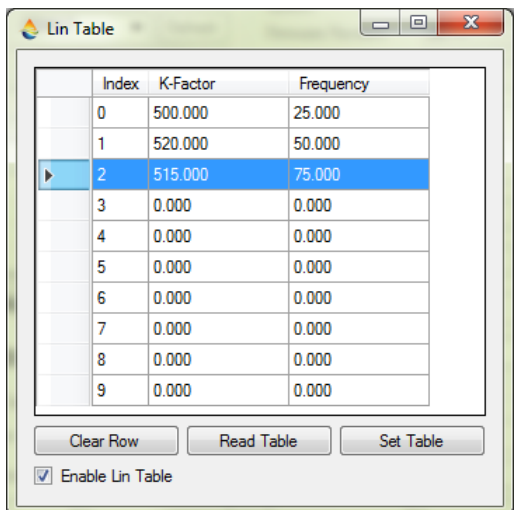 Lin Table
Index K-Factor Frequency
0 500.000 25.000
1 520.000 50.000
2 515.000 75.000
3 0.000 0.000
4 0.000 0.000
5 0.000 0.000
6 0.000 0.000
7 0.000 0.000
8 0.000 0.000
9 0.000 0.000
Clear Row Read Table Set Table
Enable Lin Table